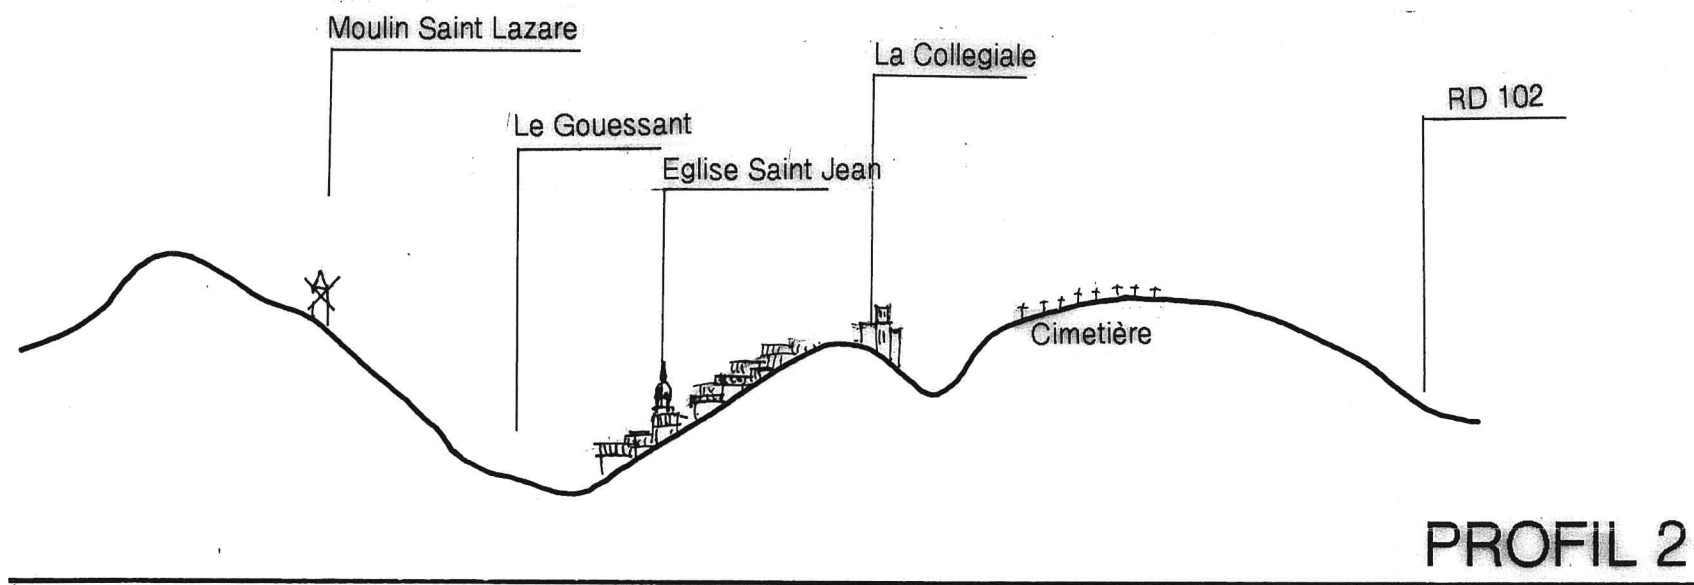 Moulin Saint Lazare
La Collegiale
RD 102
Le Gouessant
Eglise Saint Jean
Cimetière
PROFIL 2